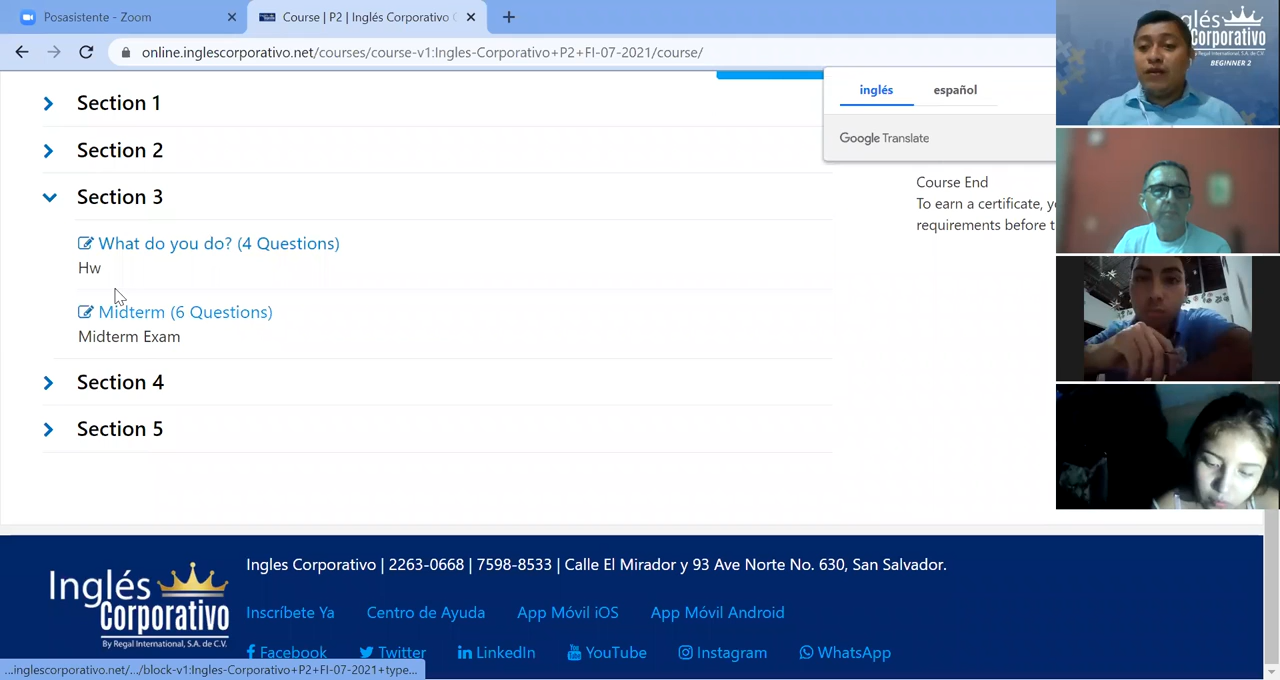 Posasistente - Zoom
Course | P2 | Inglés Corporativo
online.inglescorporativo.net/courses/course-v1:Ingles-Corporativo+P2+FI-07-2021/course/
inglés español
Google Translate
Section 1
Section 2
Section 3
What do you do? (4 Questions)
Hw
Midterm (6 Questions)
Midterm Exam
Section 4
Section 5
Course End
To earn a certificate, y
requirements before t
glés
Corporativo
By Regal International, S.A. de C.V.
BEGINNER 2
Inglés
Corporativo
By Regal International, S.A. de C.V.
Ingles Corporativo | 2263-0668 | 7598-8533 | Calle El Mirador y 93 Ave Norte No. 630, San Salvador.
Inscríbete Ya Centro de Ayuda App Móvil iOS App Móvil Android
Facebook Twitter LinkedIn YouTube Instagram WhatsApp
...inglescorporativo.net/.../block-v1:Ingles-Corporativo+P2+FI-07-2021+type...